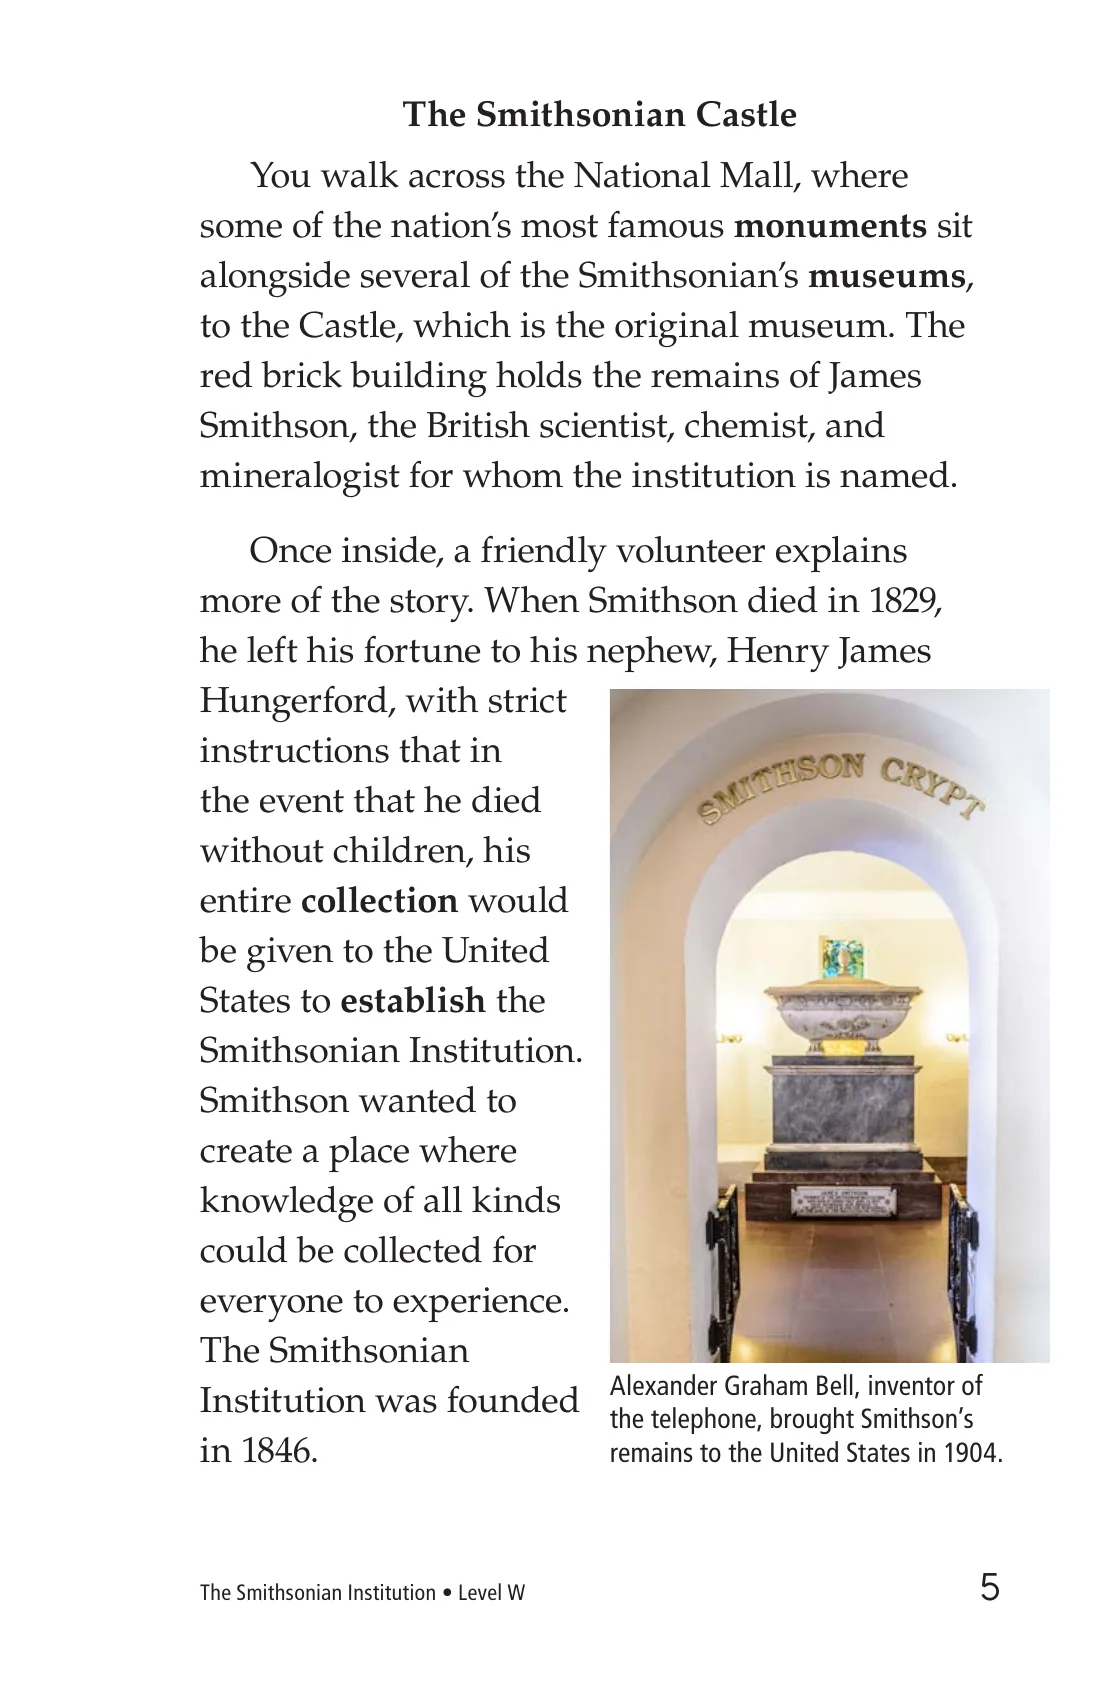 The Smithsonian Castle
You walk across the National Mall, where
some of the nation’s most famous monuments sit
alongside several of the Smithsonian’s museums,
to the Castle, which is the original museum. The
red brick building holds the remains of James
Smithson, the British scientist, chemist, and
mineralogist for whom the institution is named.
Once inside, a friendly volunteer explains
more of the story. When Smithson died in 1829,
he left his fortune to his nephew, Henry James
Hungerford, with strict
instructions that in
the event that he died
without children, his
entire collection would
be given to the United
States to establish the
Smithsonian Institution.
Smithson wanted to
create a place where
knowledge of all kinds
could be collected for
everyone to experience.
The Smithsonian
Institution was founded
in 1846.
SMITHSON CRYPT
JAMES SMITHSON
Alexander Graham Bell, inventor of
the telephone, brought Smithson’s
remains to the United States in 1904.
The Smithsonian Institution • Level W
5